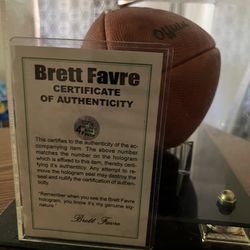 Offici
Brett Favre
CERTIFICATE
OF AUTHENTICITY
This certifies to the authenticity of the ac-
companying item. The above number
matches the number on the hologram
which is affixed to this item, thereby certi-
fying it's authenticity. Any attempt to re-
move the hologram seal may destroy the
seal and nullify the certification of authen-
ticity.
"Remember when you see the Brett Favre
hologram, you know it's my genuine sig-
nature"
Brett Favre